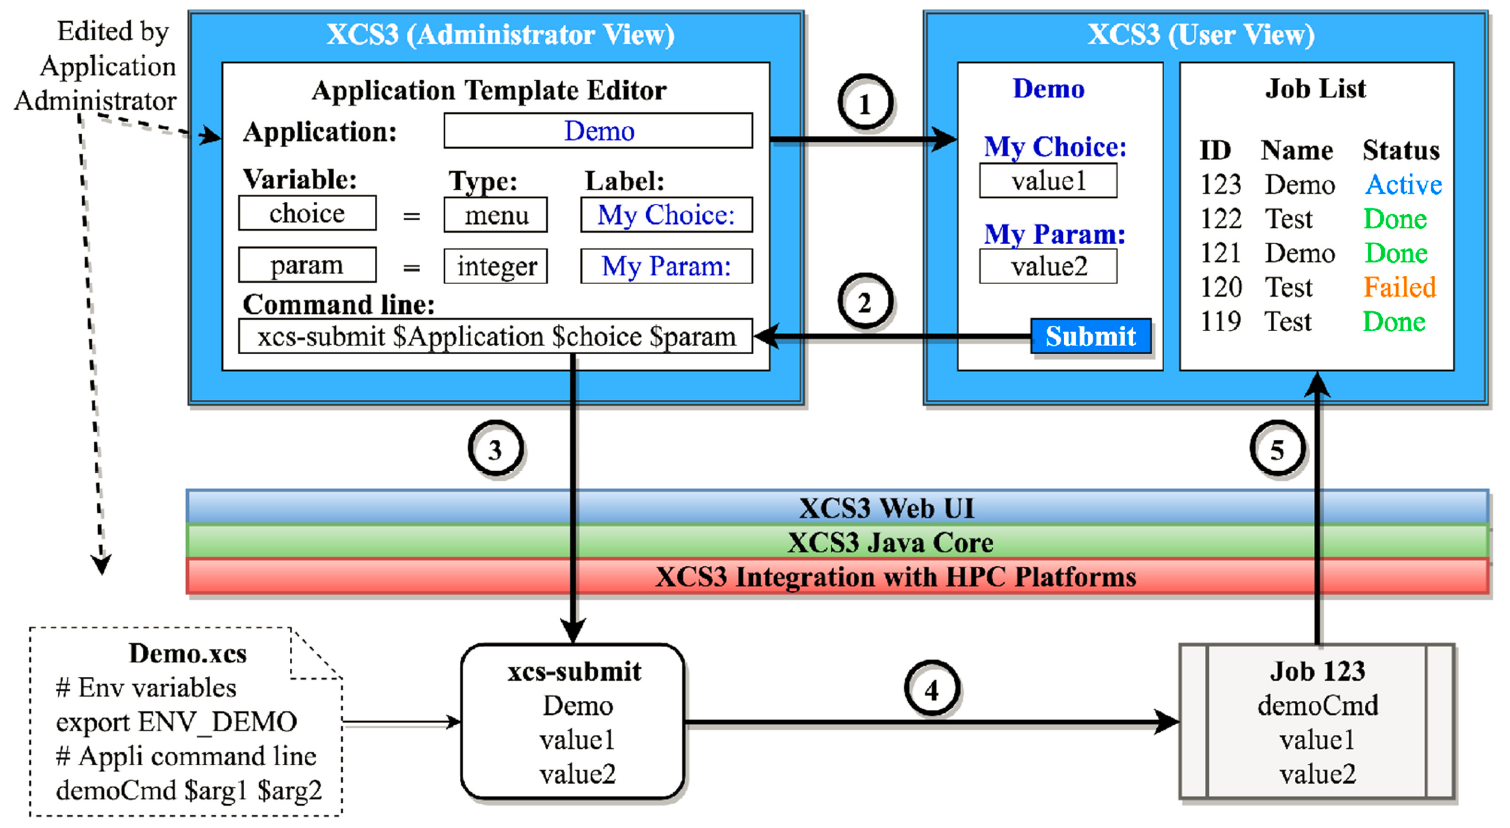 Edited by
Application
Administrator
XCS3 (Administrator View)
Application Template Editor
Application: Demo
Variable: Type: Label:
choice = menu My Choice:
param = integer My Param:
Command line:
xcs-submit $Application $choice $param
1
2
XCS3 (User View)
Demo
My Choice:
value1
My Param:
value2
Submit
Job List
ID Name Status
123 Demo Active
122 Test Done
121 Demo Done
120 Test Failed
119 Test Done
3
5
XCS3 Web UI
XCS3 Java Core
XCS3 Integration with HPC Platforms
Demo.xcs
# Env variables
export ENV_DEMO
# Appli command line
demoCmd $arg1 $arg2
xcs-submit
Demo
value1
value2
4
Job 123
demoCmd
value1
value2